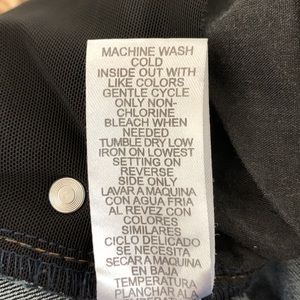 MACHINE WASH
COLD
INSIDE OUT WITH
LIKE COLORS
GENTLE CYCLE
ONLY NON-
CHLORINE
BLEACH WHEN
NEEDED
TUMBLE DRY LOW
IRON ON LOWEST
SETTING ON
REVERSE
SIDE ONLY
LAVAR A MAQUINA
CON AGUA FRIA
AL REVEZ CON
COLORES
SIMILARES
CICLO DELICADO
SE NECESITA
SECAR A MAQUINA
EN BAJA
TEMPERATURA
PLANCHAR ALA